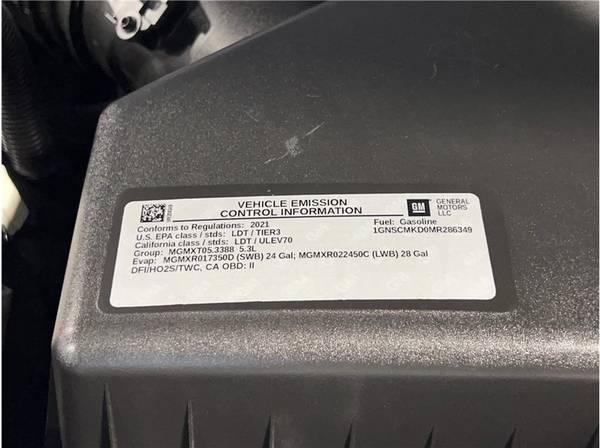 VEHICLE EMISSION
CONTROL INFORMATION
GM
GENERAL
MOTORS
LLC
Conforms to Regulations: 2021
Fuel: Gasoline
U.S. EPA class / stds: LDT / TIER3
1GNSCMKD0MR286349
California class / stds: LDT / ULEV70
Group: MGMXT05.3388 5.3L
Evap: MGMXR017350D (SWB) 24 Gal; MGMXR022450C (LWB) 28 Gal
DFI/HO2S/TWC, CA OBD: II